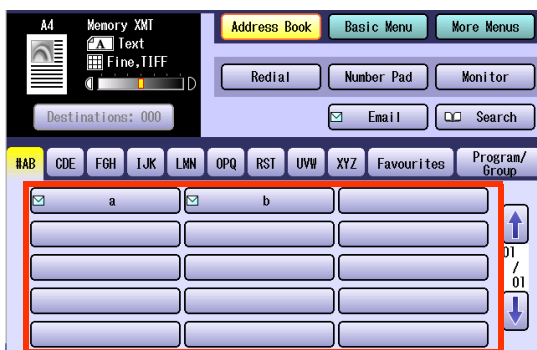 A4 Memory XMT
A Text
Fine,TIFF
D
Destinations: 000
Address Book Basic Menu More Menus
Redial Number Pad Monitor
Email Search
#AB CDE FGH IJK LMN OPQ RST UVW XYZ Favourites Program/
Group
a b
01
/
01